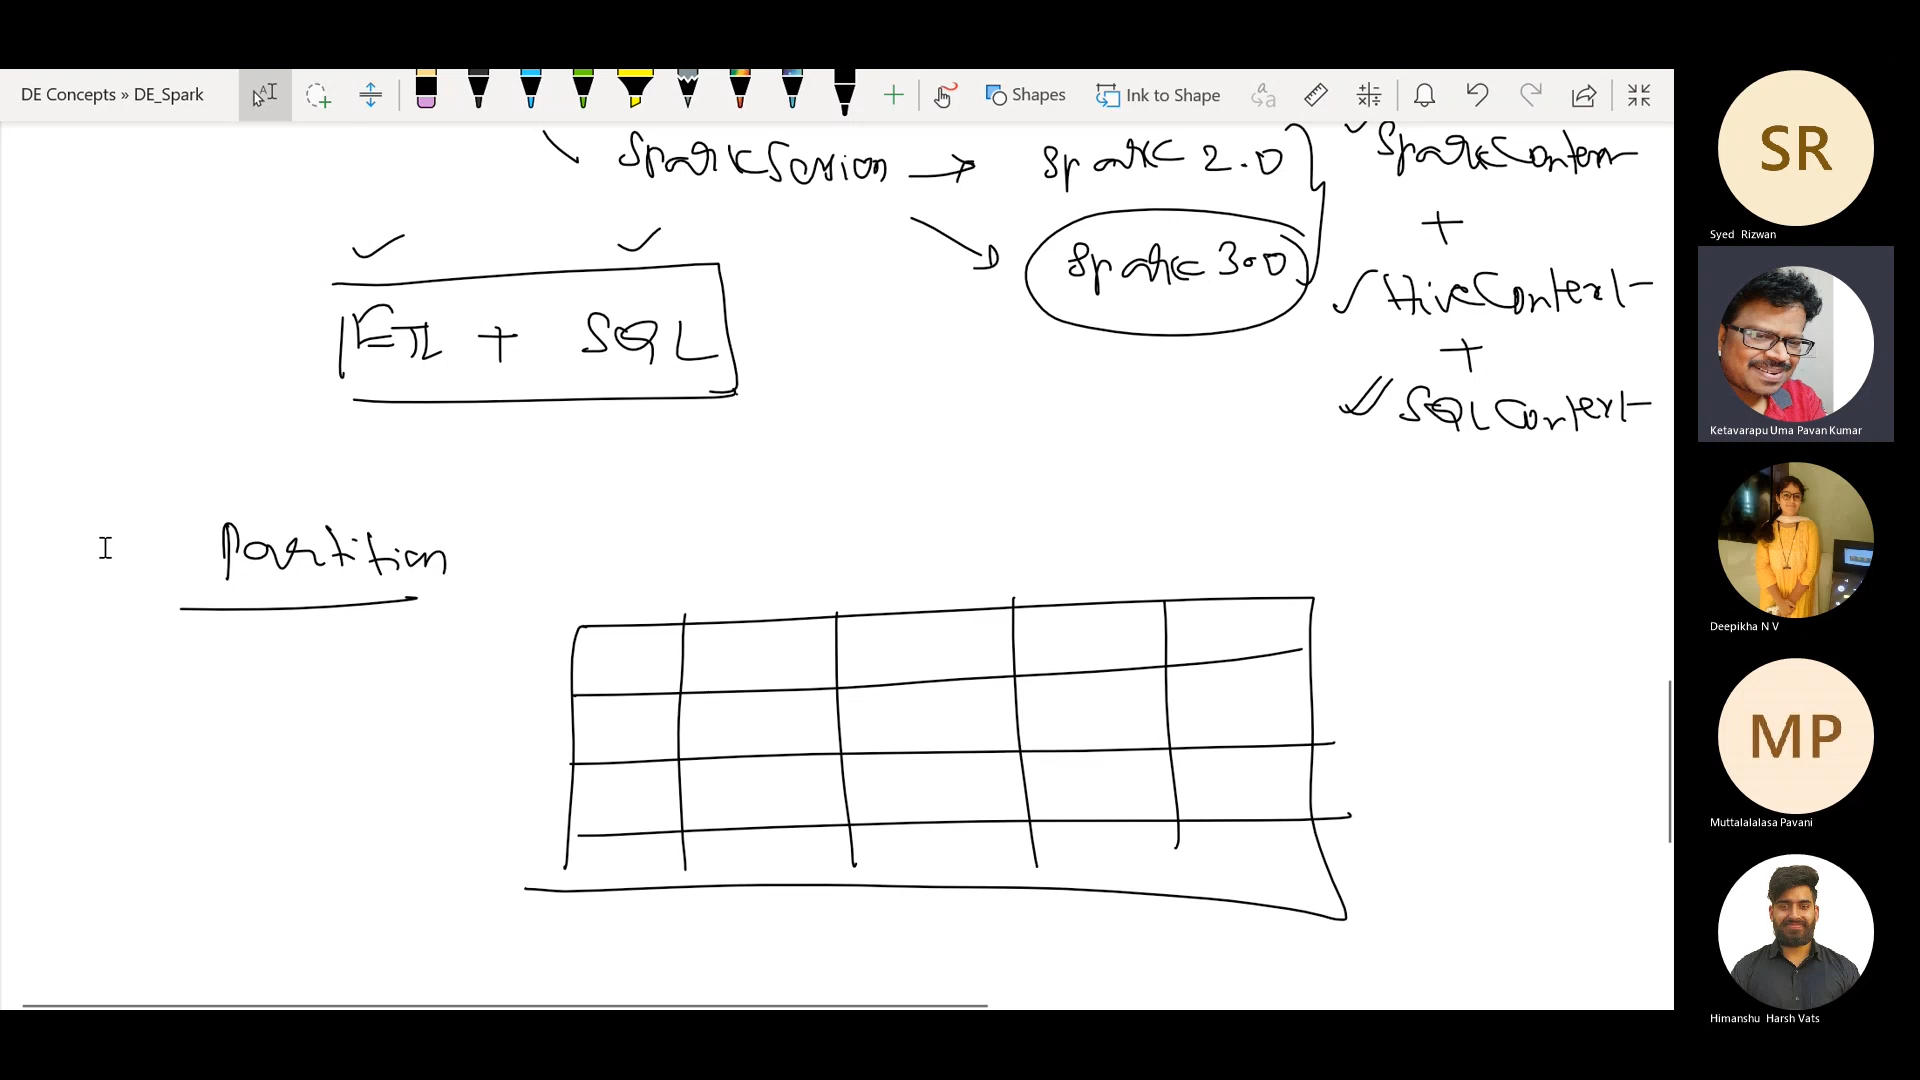 DE Concepts » DE_Spark
Shapes
Ink to Shape
SparkSession → Spark 2.0
SparkContext
+
Spark 3.0
HiveContext
+
SQLContext
ETL + SQL
Partition
SR
Syed Rizwan
Ketavarapu Uma Pavan Kumar
Deepikha N V
MP
Muttalalalasa Pavani
Himanshu Harsh Vats